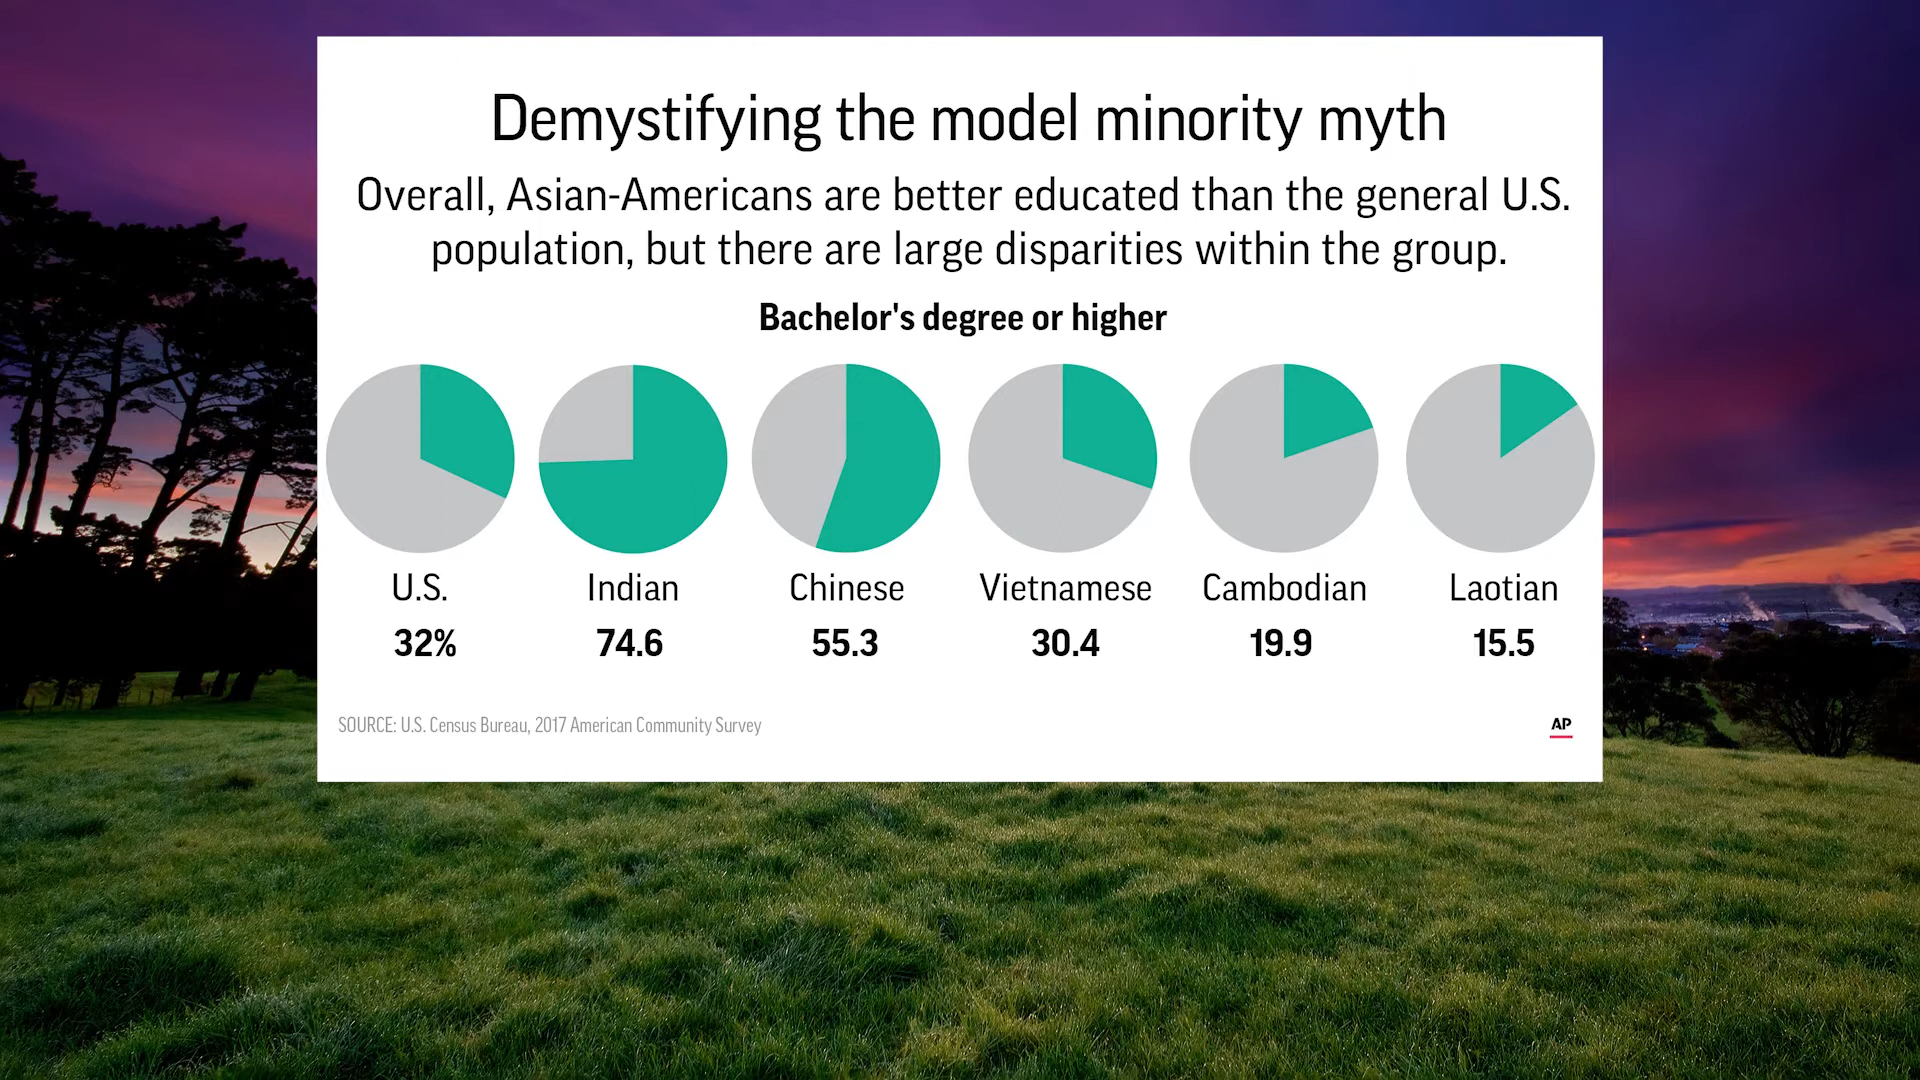 Demystifying the model minority myth
Overall, Asian-Americans are better educated than the general U.S.
population, but there are large disparities within the group.
Bachelor's degree or higher
U.S. Indian Chinese Vietnamese Cambodian Laotian
32% 74.6 55.3 30.4 19.9 15.5
SOURCE: U.S. Census Bureau, 2017 American Community Survey
AP